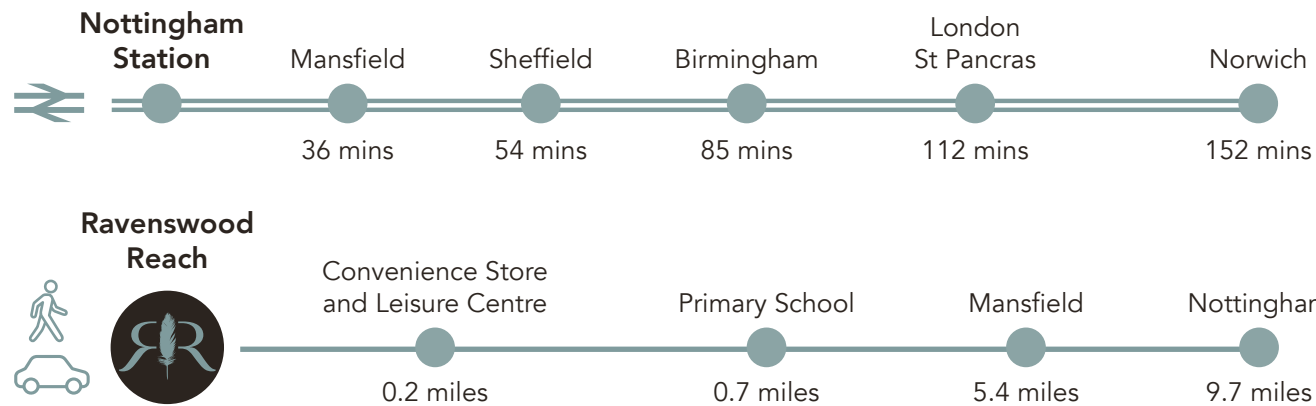 Nottingham
Station
Mansfield
Sheffield
Birmingham
London
St Pancras
Norwich
36 mins
54 mins
85 mins
112 mins
152 mins
Ravenswood
Reach
RR
Convenience Store
and Leisure Centre
Primary School
Mansfield
Nottingham
0.2 miles
0.7 miles
5.4 miles
9.7 miles